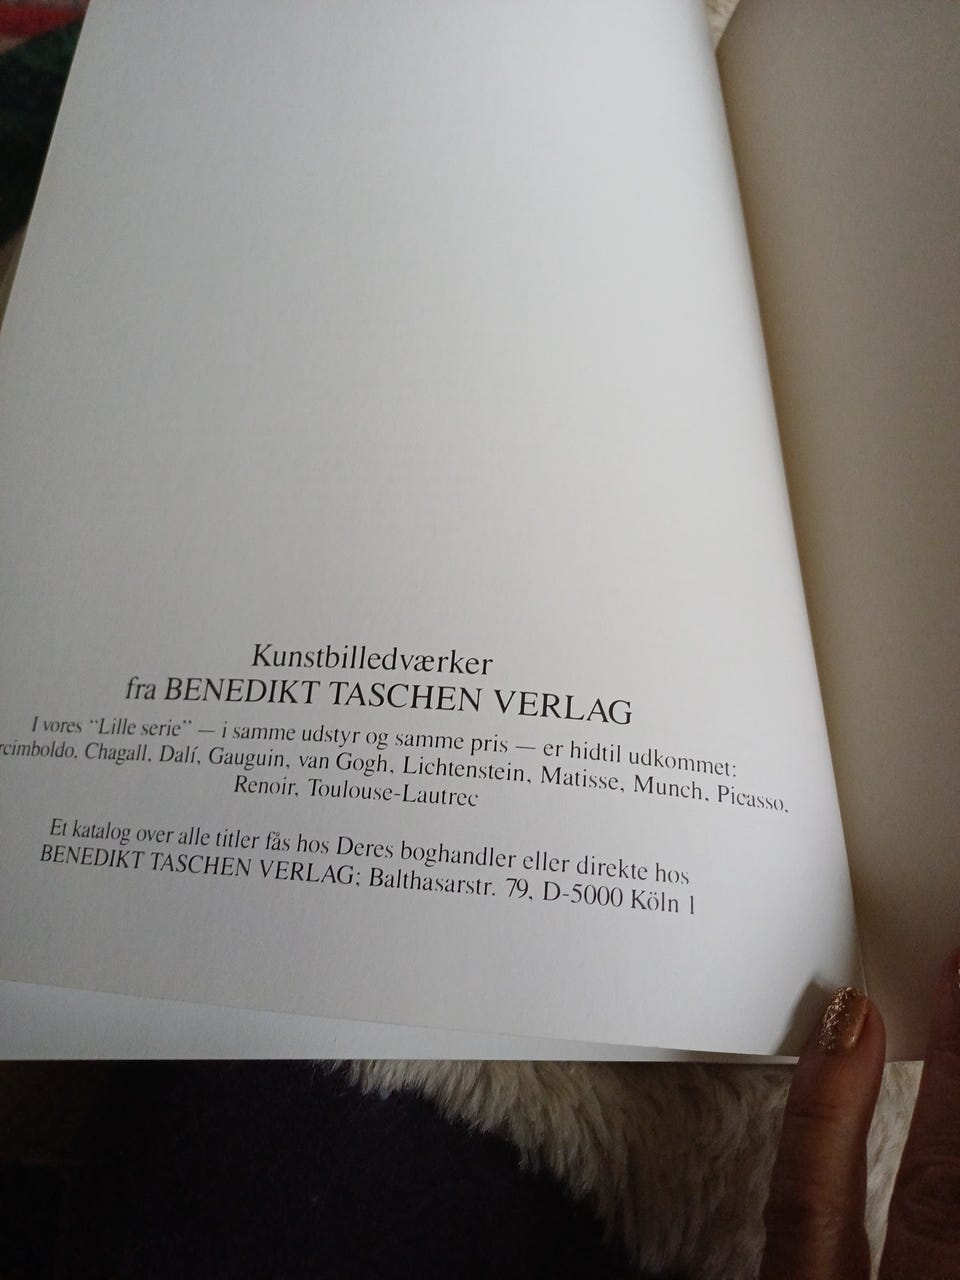 Kunstbilledværker
fra BENEDIKT TASCHEN VERLAG
I vores “Lille serie” — i samme udstyr og samme pris — er hidtil udkommet:
rcimboldo, Chagall, Dalí, Gauguin, van Gogh, Lichtenstein, Matisse, Munch, Picasso,
Renoir, Toulouse-Lautrec
Et katalog over alle titler fås hos Deres boghandler eller direkte hos
BENEDIKT TASCHEN VERLAG; Balthasarstr. 79, D-5000 Köln 1